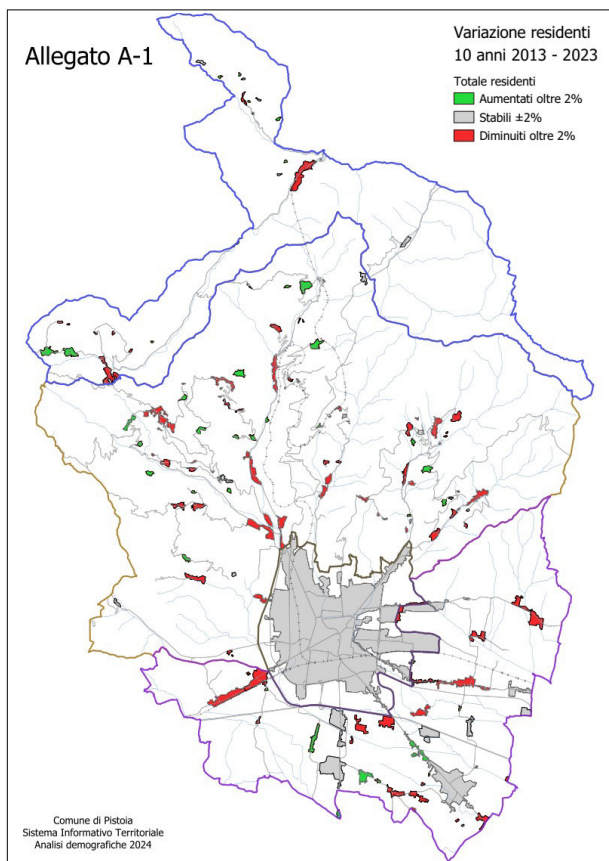 Allegato A-1
Variazione residenti
10 anni 2013 - 2023
Totale residenti
Aumentati oltre 2%
Stabili ±2%
Diminuiti oltre 2%
Comune di Pistoia
Sistema Informativo Territoriale
Analisi demografiche 2024